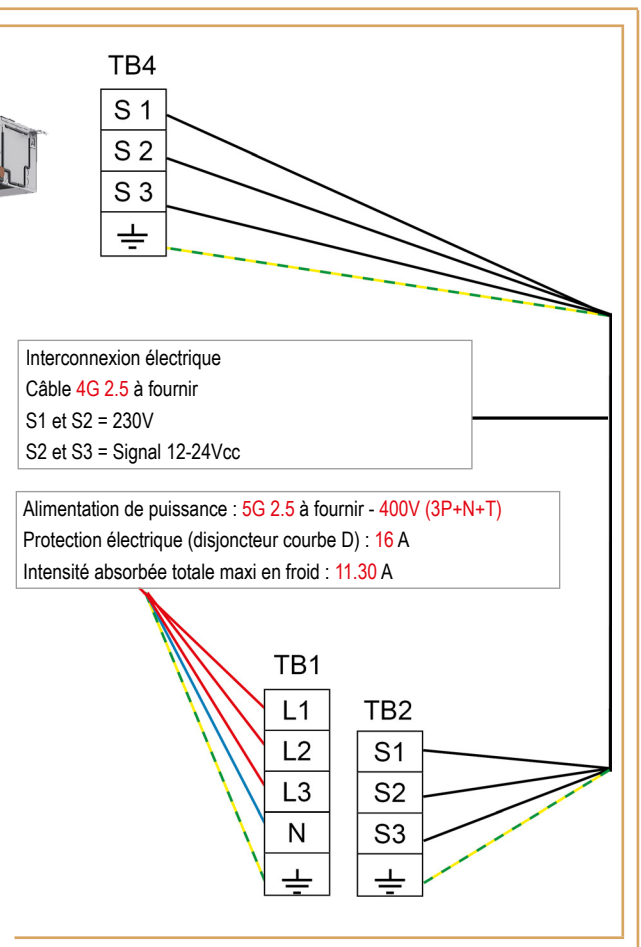 TB4
S 1
S 2
S 3
Interconnexion électrique
Câble 4G 2.5 à fournir
S1 et S2 = 230V
S2 et S3 = Signal 12-24Vcc
Alimentation de puissance : 5G 2.5 à fournir - 400V (3P+N+T)
Protection électrique (disjoncteur courbe D) : 16 A
Intensité absorbée totale maxi en froid : 11.30 A
TB1
L1
L2
L3
N
TB2
S1
S2
S3